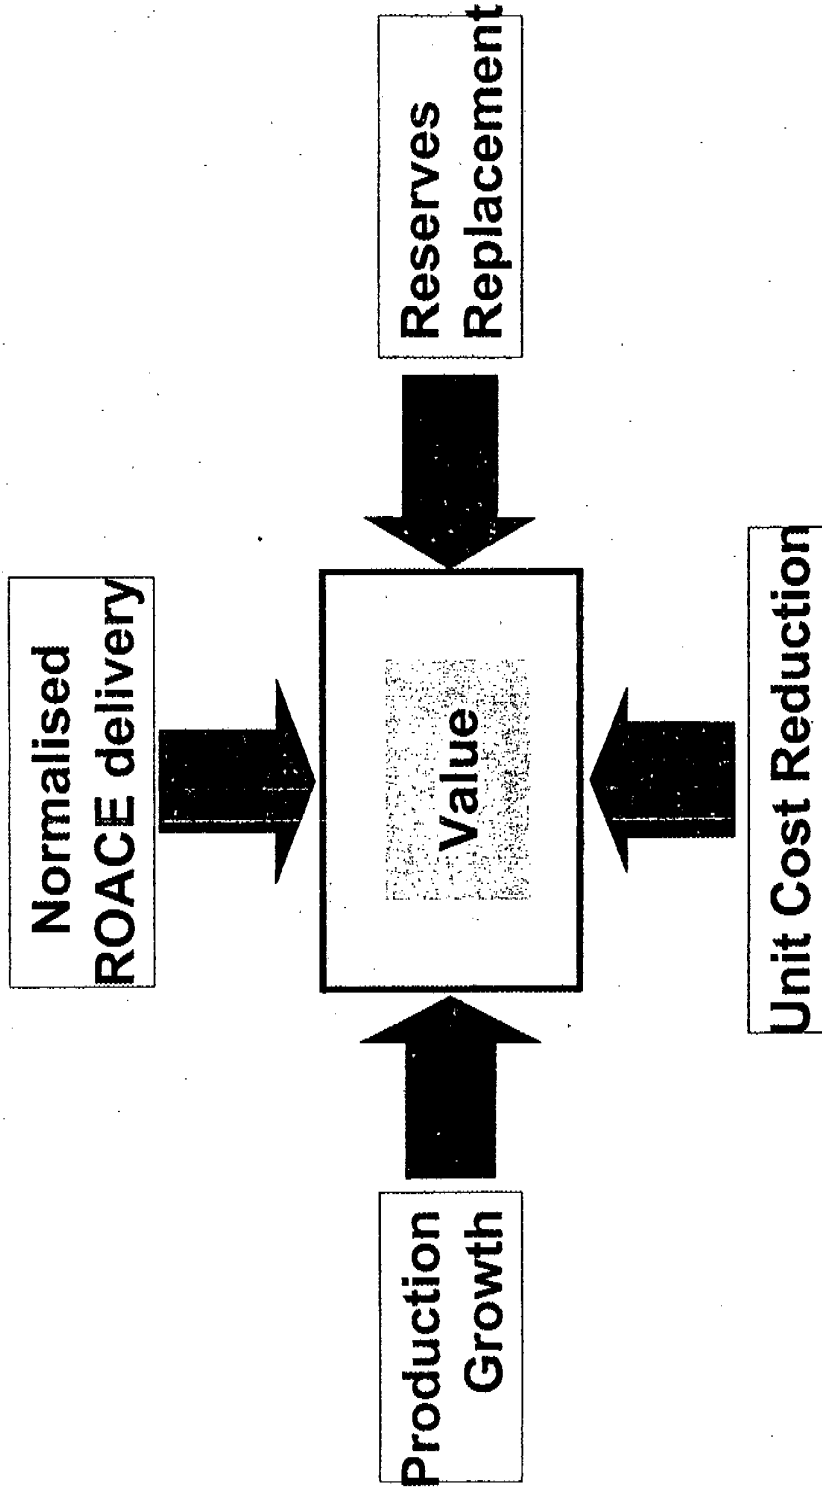 Normalised
ROACE delivery
Production
Growth
Value
Reserves
Replacement
Unit Cost Reduction